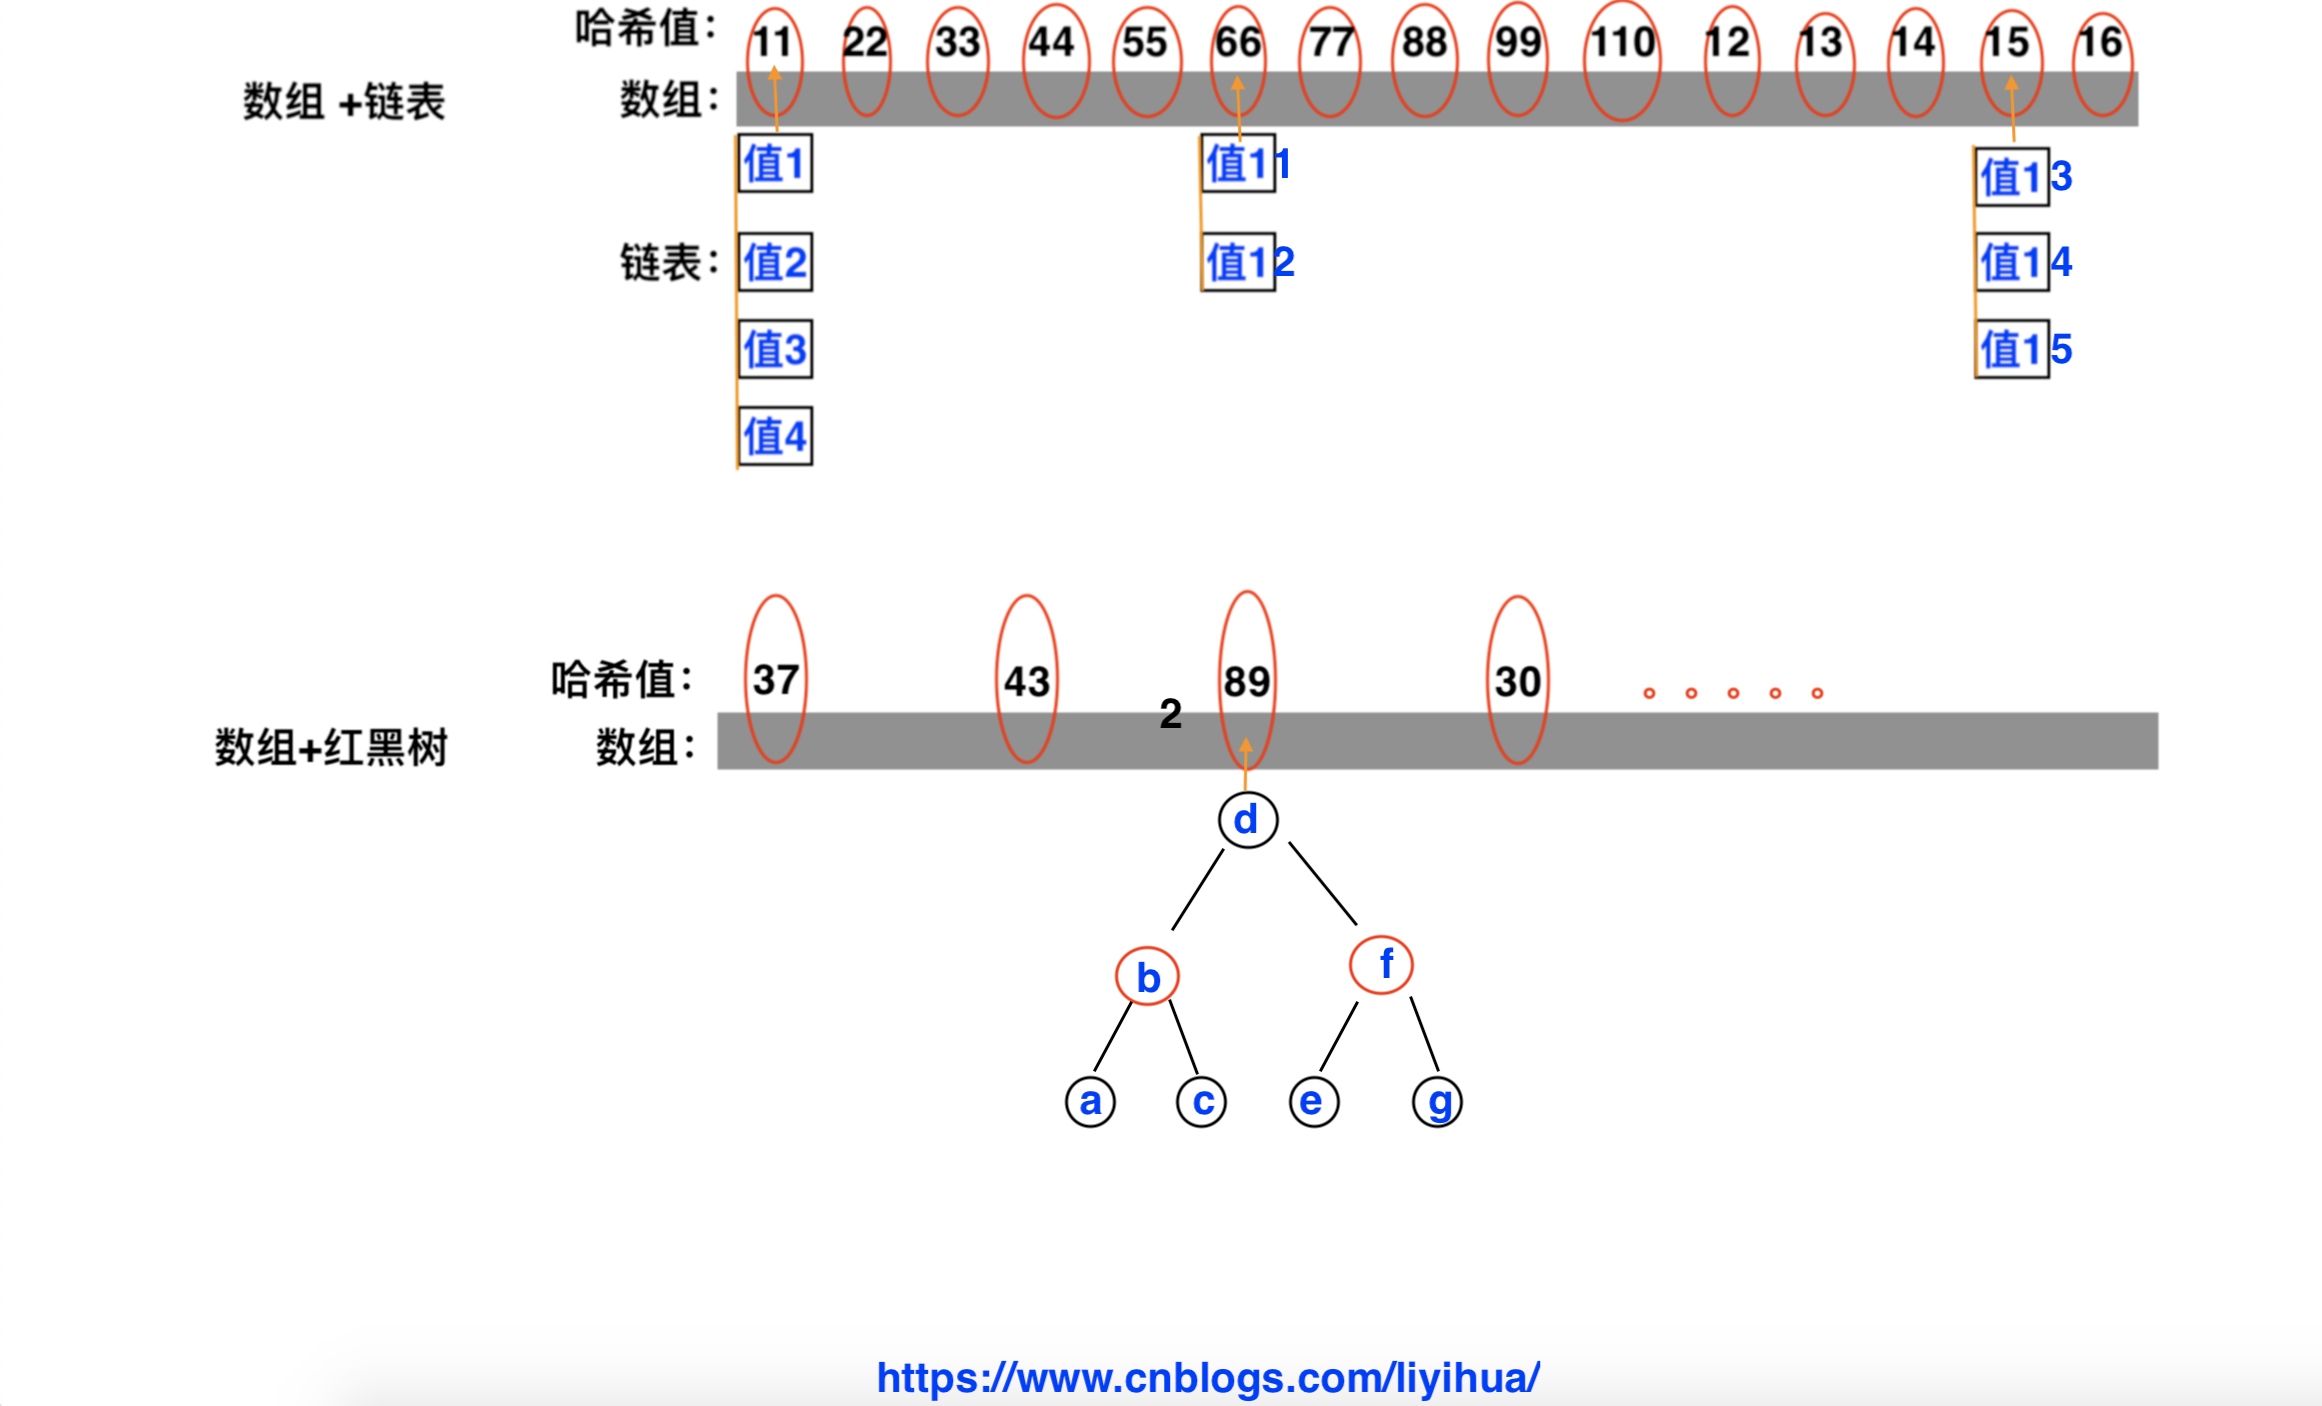 哈希值： 11 22 33 44 55 66 77 88 99 110 12 13 14 15 16
数组 +链表 数组：
值1 值11 值13
链表： 值2 值12 值14
值3 值15
值4
哈希值： 37 43 89 30
2
数组+红黑树 数组：
d
b f
a c e g
https://www.cnblogs.com/liyihua/